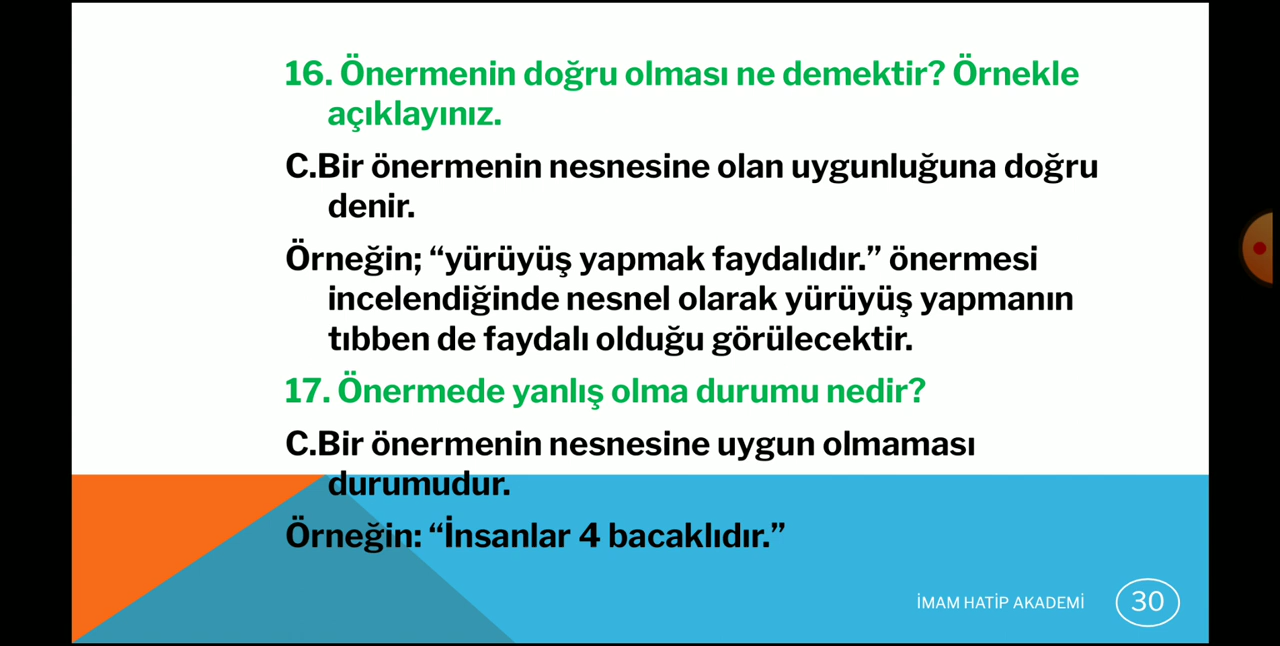 16. Önermenin doğru olması ne demektir? Örnekle
açıklayınız.
C.Bir önermenin nesnesine olan uygunluğuna doğru
denir.
Örneğin; “yürüyüş yapmak faydalıdır.” önermesi
incelendiğinde nesnel olarak yürüyüş yapmanın
tıbben de faydalı olduğu görülecektir.
17. Önermede yanlış olma durumu nedir?
C.Bir önermenin nesnesine uygun olmaması
durumudur.
Örneğin: “İnsanlar 4 bacaklıdır.”
İMAM HATİP AKADEMİ
30